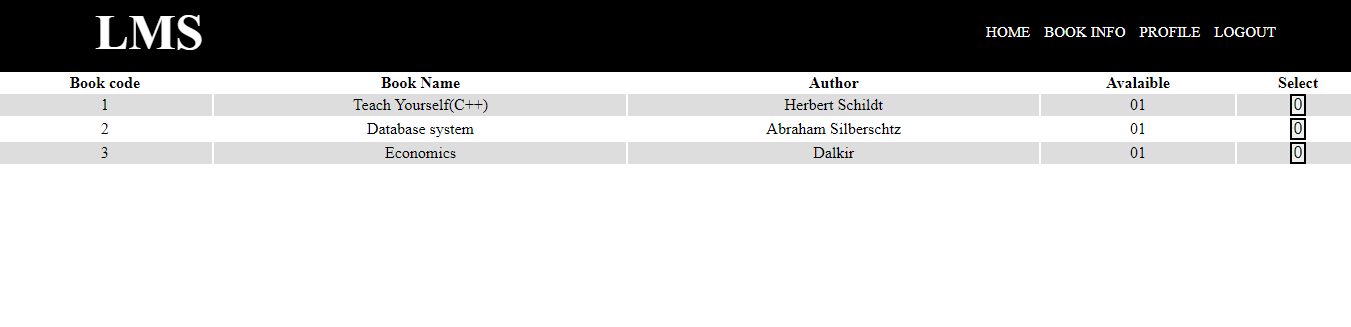 LMS HOME BOOK INFO PROFILE LOGOUT
Book code Book Name Author Avalaible Select
1 Teach Yourself(C++) Herbert Schildt 01 0
2 Database system Abraham Silberschtz 01 0
3 Economics Dalkir 01 0